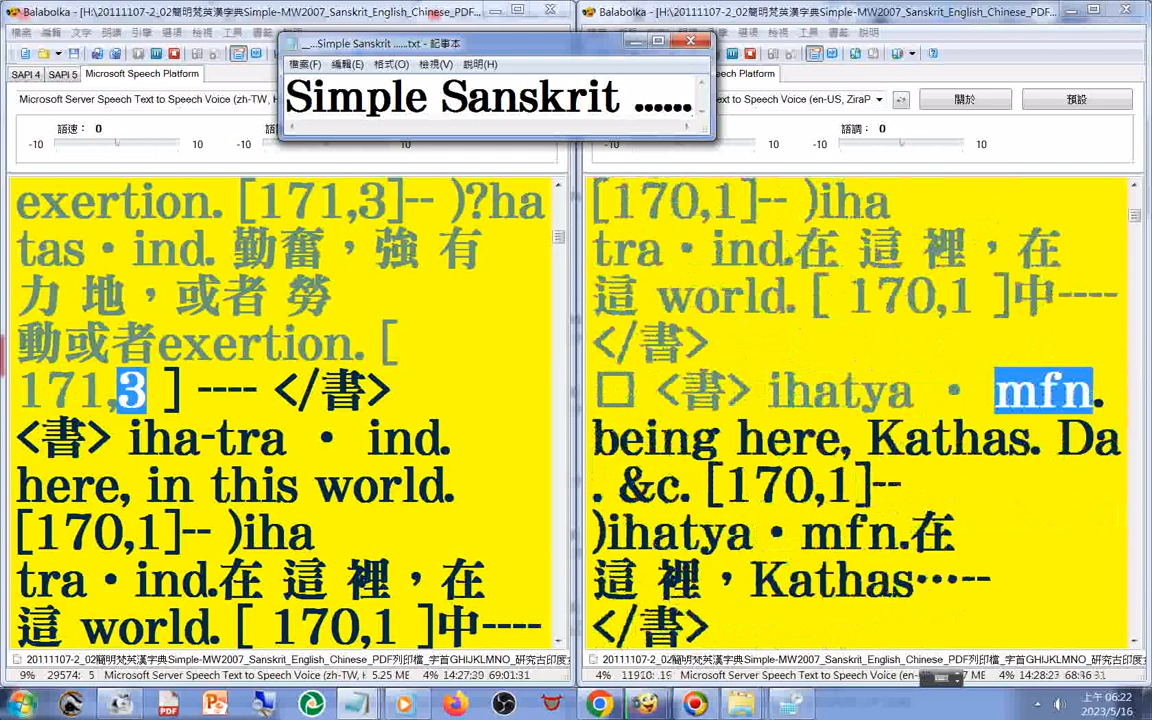 Balabolka - [H:\20111107-2_02簡明梵英漢字典Simple-MW2007_Sanskrit_English_Chinese_PDF...
Balabolka - [H:\20111107-2_02簡明梵英漢字典Simple-MW2007_Sanskrit_English_Chinese_PDF...
__...Simple Sanskrit ......txt - 記事本
檔案(F) 編輯(E) 格式(O) 檢視(V) 說明(H)
Simple Sanskrit ......
SAPI 4 SAPI 5 Microsoft Speech Platform
Microsoft Server Speech Text to Speech Voice (zh-TW, H
語速： 0
-10 10 -10 10
ext to Speech Voice (en-US, ZiraP 關於 預設
語調： 0
10 -10 10
exertion. [171,3]-- )?ha
tas・ind. 勤奮，強 有
力 地，或者 勞
動或者exertion. [
171,3 ] ---- </書>
<書> iha-tra ・ ind.
here, in this world.
[170,1]-- )iha
tra・ind.在 這 裡，在
這 world. [ 170,1 ]中----
[170,1]-- )iha
tra・ind.在 這 裡，在
這 world. [ 170,1 ]中----
</書>
□ <書> ihatya ・ mfn.
being here, Kathas. Da
. &c. [170,1]--
)ihatya・mfn.在
這 裡，Kathas…--
</書>
20111107-2_02簡明梵英漢字典Simple-MW2007_Sanskrit_English_Chinese_PDF列印檔_字首GHIJKLMNO_研究古印度
20111107-2_02簡明梵英漢字典Simple-MW2007_Sanskrit_English_Chinese_PDF列印檔_字首GHIJKLMNO_研究古印度
9% 29574: 5 Microsoft Server Speech Text to Speech Voice (zh-TW, H 5.25 ME 14:27:39 69:01:31
4% 11910: Microsoft Server Speech Text to Speech Voice ME 14:28:23
上午 06:22
2023/5/16